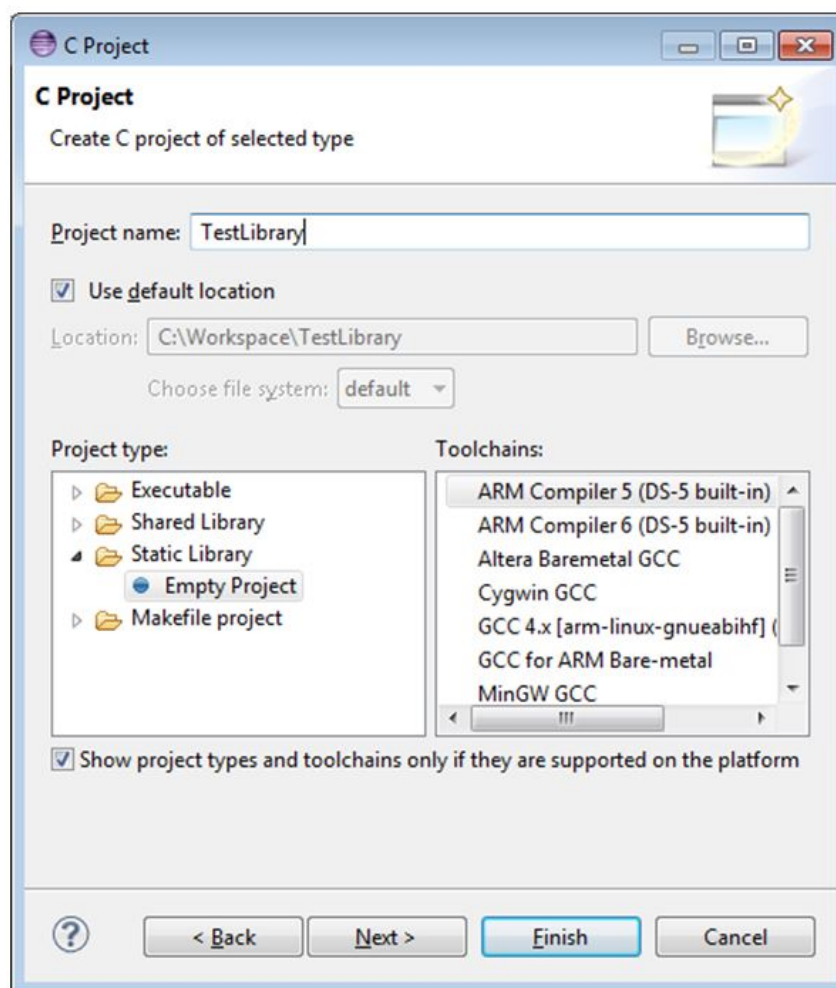 C Project
C Project
Create C project of selected type
Project name: TestLibrary
Use default location
Location: C:\Workspace\TestLibrary Browse...
Choose file system: default
Project type:
Executable
Shared Library
Static Library
Empty Project
Makefile project
Toolchains:
ARM Compiler 5 (DS-5 built-in)
ARM Compiler 6 (DS-5 built-in)
Altera Baremetal GCC
Cygwin GCC
GCC 4.x [arm-linux-gnueabihf] (
GCC for ARM Bare-metal
MinGW GCC
Show project types and toolchains only if they are supported on the platform
? < Back Next > Finish Cancel